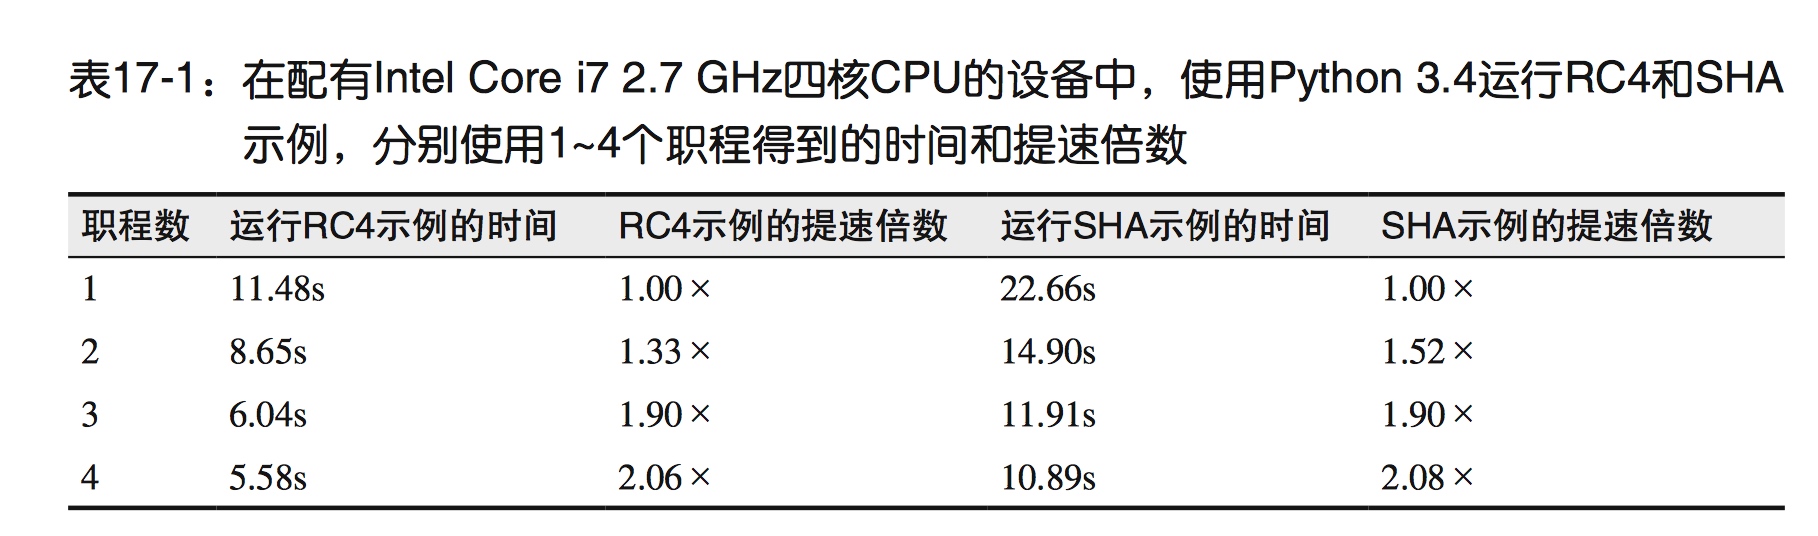 表17-1：在配有Intel Core i7 2.7 GHz四核CPU的设备中，使用Python 3.4运行RC4和SHA
示例，分别使用1~4个职程得到的时间和提速倍数
职程数 运行RC4示例的时间 RC4示例的提速倍数 运行SHA示例的时间 SHA示例的提速倍数
1 11.48s 1.00× 22.66s 1.00×
2 8.65s 1.33× 14.90s 1.52×
3 6.04s 1.90× 11.91s 1.90×
4 5.58s 2.06× 10.89s 2.08×